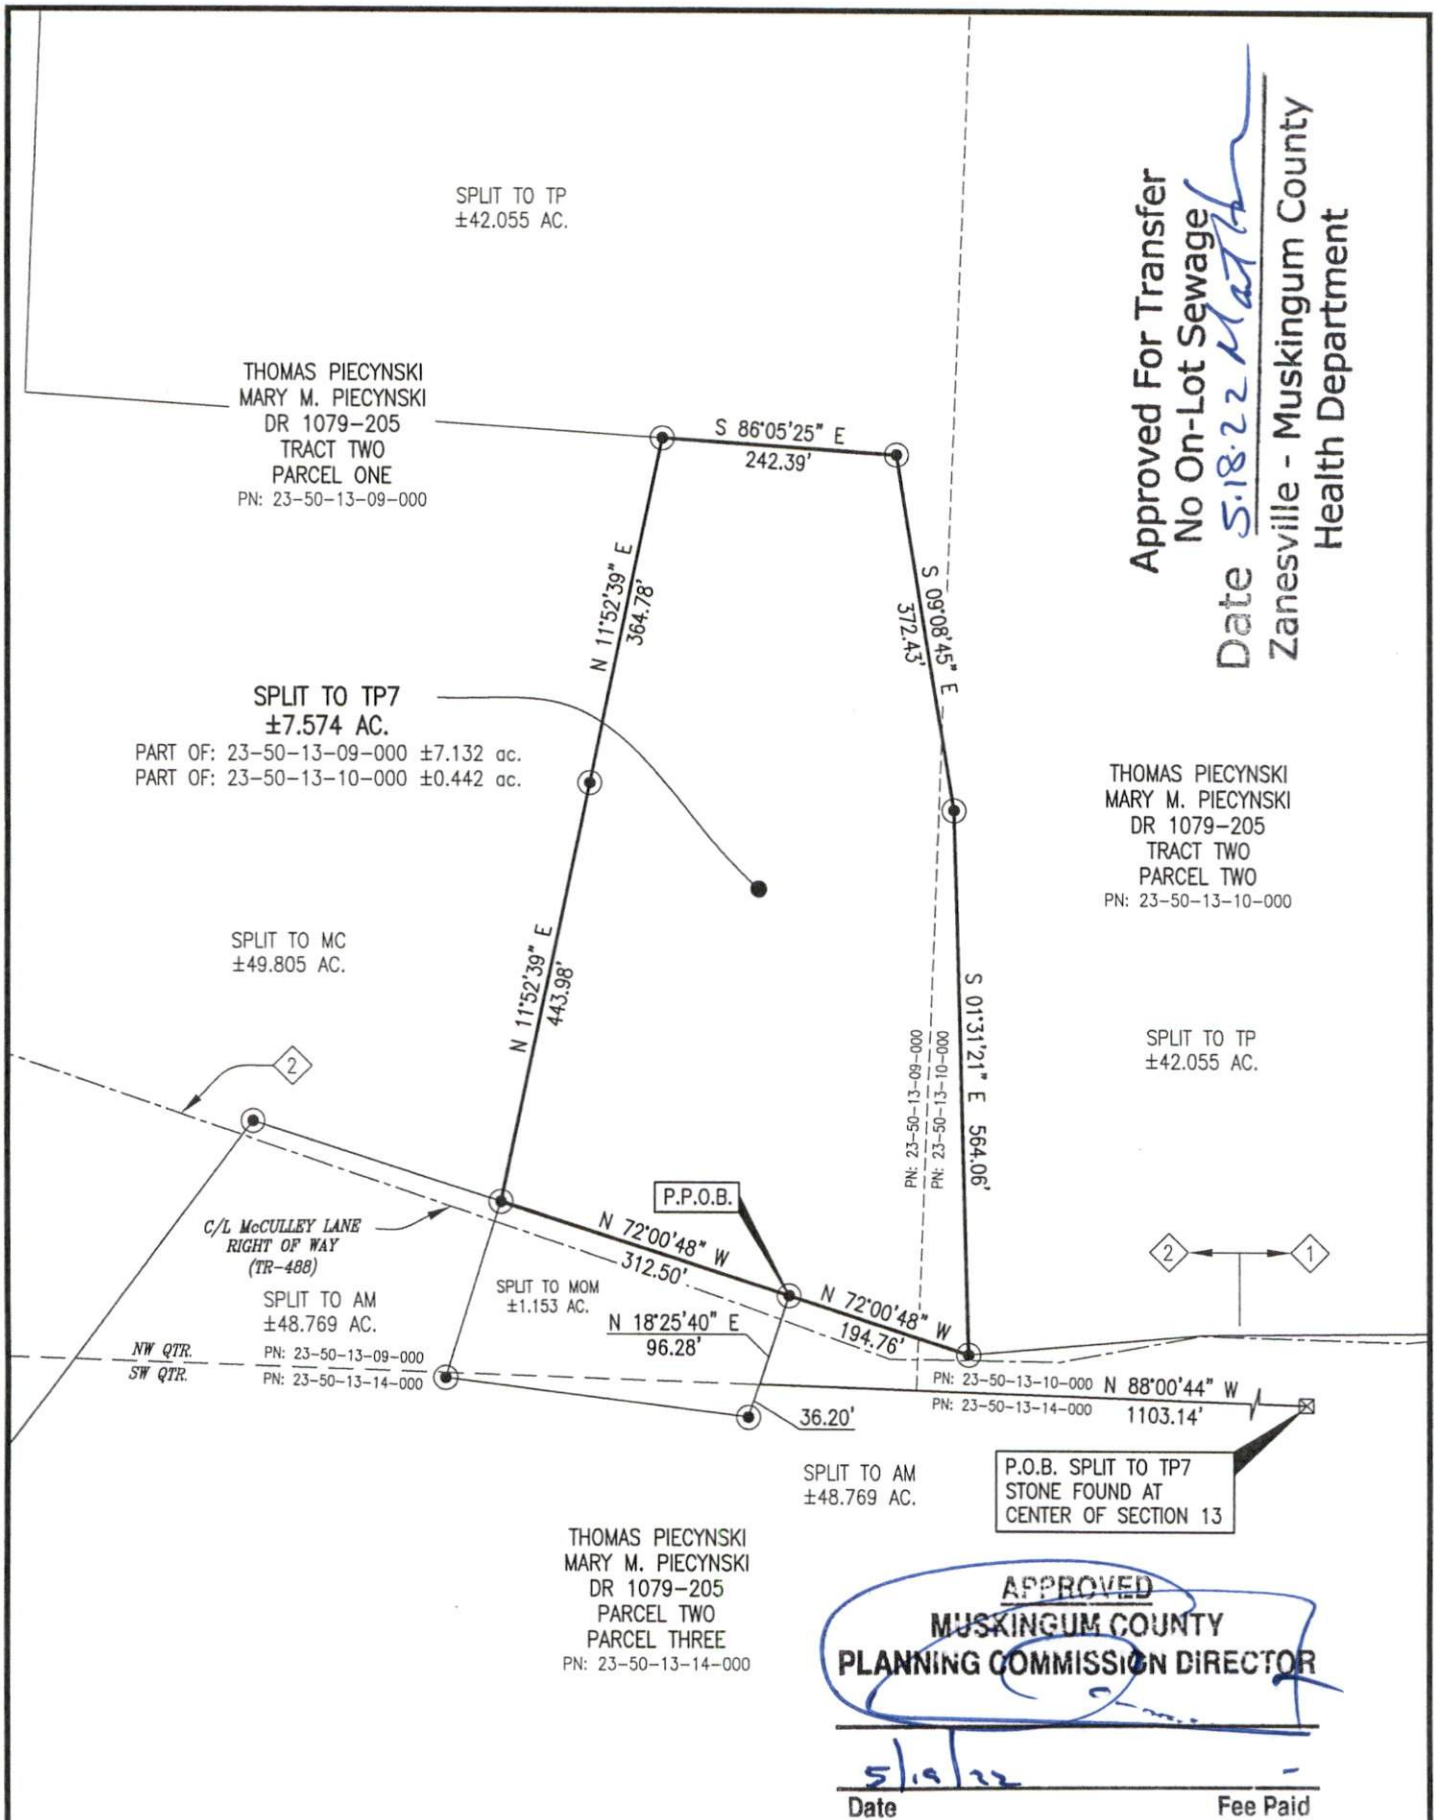 SPLIT TO TP
±42.055 AC.
Approved For Transfer
No On-Lot Sewage
Date 5.18.22
Zanesville - Muskingum County
Health Department
THOMAS PIECYNSKI
MARY M. PIECYNSKI
DR 1079-205
TRACT TWO
PARCEL ONE
PN: 23-50-13-09-000
S 86°05'25" E
242.39'
N 11°52'39" E
364.78'
S 09°08'45" E
372.43'
SPLIT TO TP7
±7.574 AC.
PART OF: 23-50-13-09-000 ±7.132 ac.
PART OF: 23-50-13-10-000 ±0.442 ac.
THOMAS PIECYNSKI
MARY M. PIECYNSKI
DR 1079-205
TRACT TWO
PARCEL TWO
PN: 23-50-13-10-000
SPLIT TO MC
±49.805 AC.
N 11°52'39" E
443.98'
PN: 23-50-13-09-000
PN: 23-50-13-10-000
S 01°31'21" E 564.06'
SPLIT TO TP
±42.055 AC.
2
P.P.O.B.
C/L McCULLEY LANE
RIGHT OF WAY
(TR-488)
N 72°00'48" W
312.50'
2
1
SPLIT TO AM
±48.769 AC.
SPLIT TO MOM
±1.153 AC.
N 18°25'40" E
96.28'
N 72°00'48" W
194.76'
NW QTR.
SW QTR.
PN: 23-50-13-09-000
PN: 23-50-13-14-000
PN: 23-50-13-10-000
PN: 23-50-13-14-000
N 88°00'44" W
1103.14'
36.20'
SPLIT TO AM
±48.769 AC.
P.O.B. SPLIT TO TP7
STONE FOUND AT
CENTER OF SECTION 13
THOMAS PIECYNSKI
MARY M. PIECYNSKI
DR 1079-205
PARCEL TWO
PARCEL THREE
PN: 23-50-13-14-000
APPROVED
MUSKINGUM COUNTY
PLANNING COMMISSION DIRECTOR
5/19/22 -
Date Fee Paid